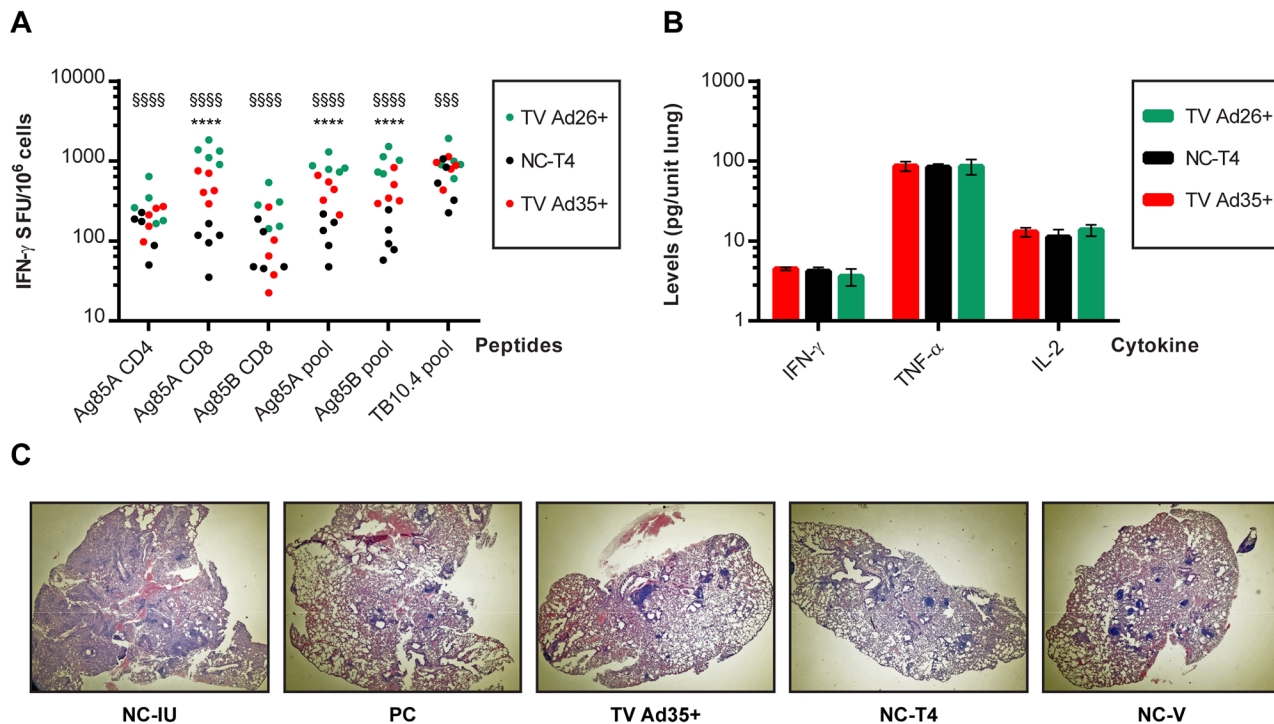 A
IFN-γ SFU/10⁶ cells
10000
1000
100
10
§§§§ §§§§ §§§§ §§§§ §§§§ §§§
**** **** ****
Ag85A CD4
Ag85A CD8
Ag85B CD8
Ag85A pool
Ag85B pool
TB10.4 pool
Peptides
TV Ad26+
NC-T4
TV Ad35+
B
Levels (pg/unit lung)
1000
100
10
1
IFN-γ
TNF-α
IL-2
Cytokine
TV Ad26+
NC-T4
TV Ad35+
C
NC-IU
PC
TV Ad35+
NC-T4
NC-V